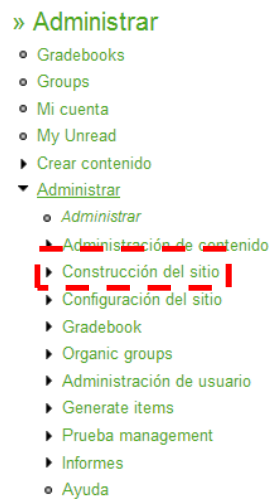 » Administrar
Gradebooks
Groups
Mi cuenta
My Unread
Crear contenido
Administrar
Administrar
Administración de contenido
Construcción del sitio
Configuración del sitio
Gradebook
Organic groups
Administración de usuario
Generate items
Prueba management
Informes
Ayuda